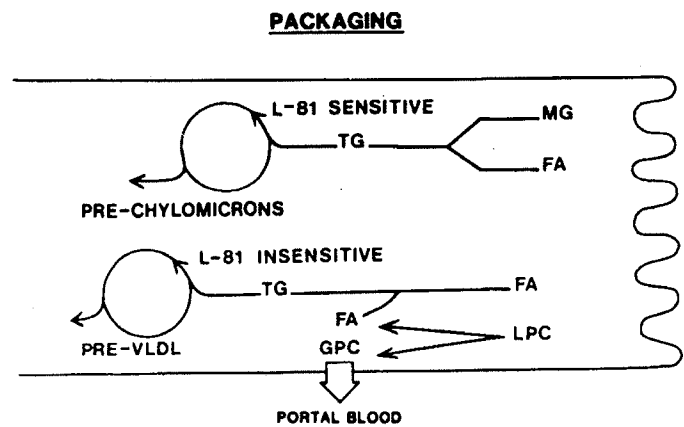 PACKAGING
L-81 SENSITIVE
MG
TG
FA
PRE-CHYLOMICRONS
L-81 INSENSITIVE
TG
FA
FA
LPC
GPC
PRE-VLDL
PORTAL BLOOD